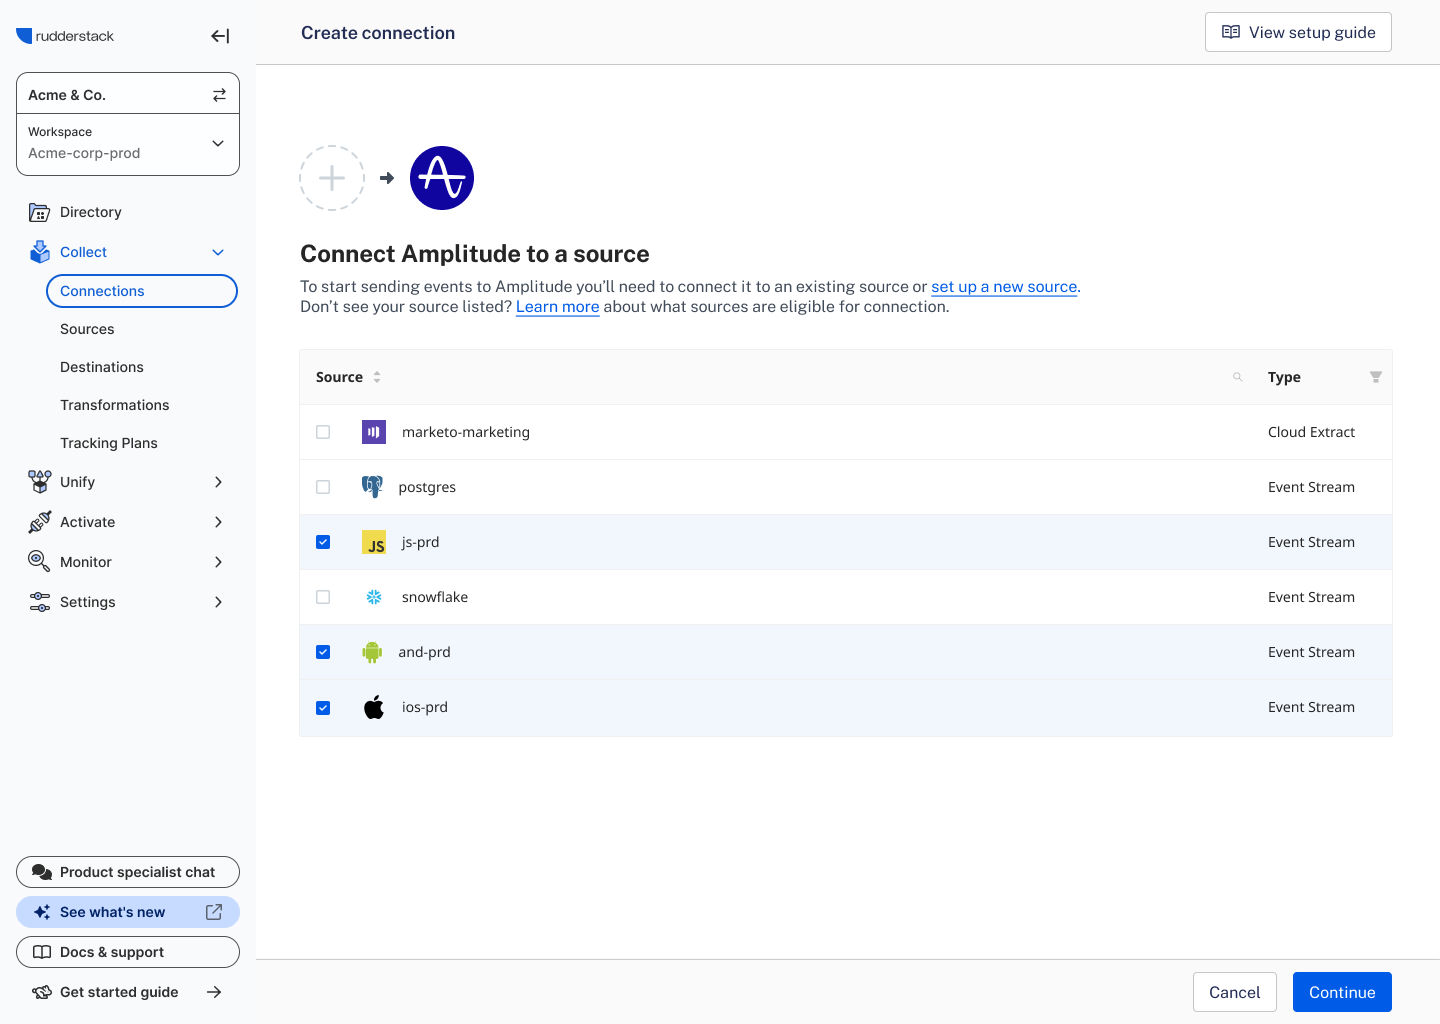 rudderstack
Create connection
View setup guide
Acme & Co.
Workspace
Acme-corp-prod
Directory
Collect
Connections
Sources
Destinations
Transformations
Tracking Plans
Unify
Activate
Monitor
Settings
Product specialist chat
See what's new
Docs & support
Get started guide
Connect Amplitude to a source
To start sending events to Amplitude you’ll need to connect it to an existing source or set up a new source.
Don’t see your source listed? Learn more about what sources are eligible for connection.
Source Type
marketo-marketing Cloud Extract
postgres Event Stream
JS js-prd Event Stream
snowflake Event Stream
and-prd Event Stream
ios-prd Event Stream
Cancel Continue